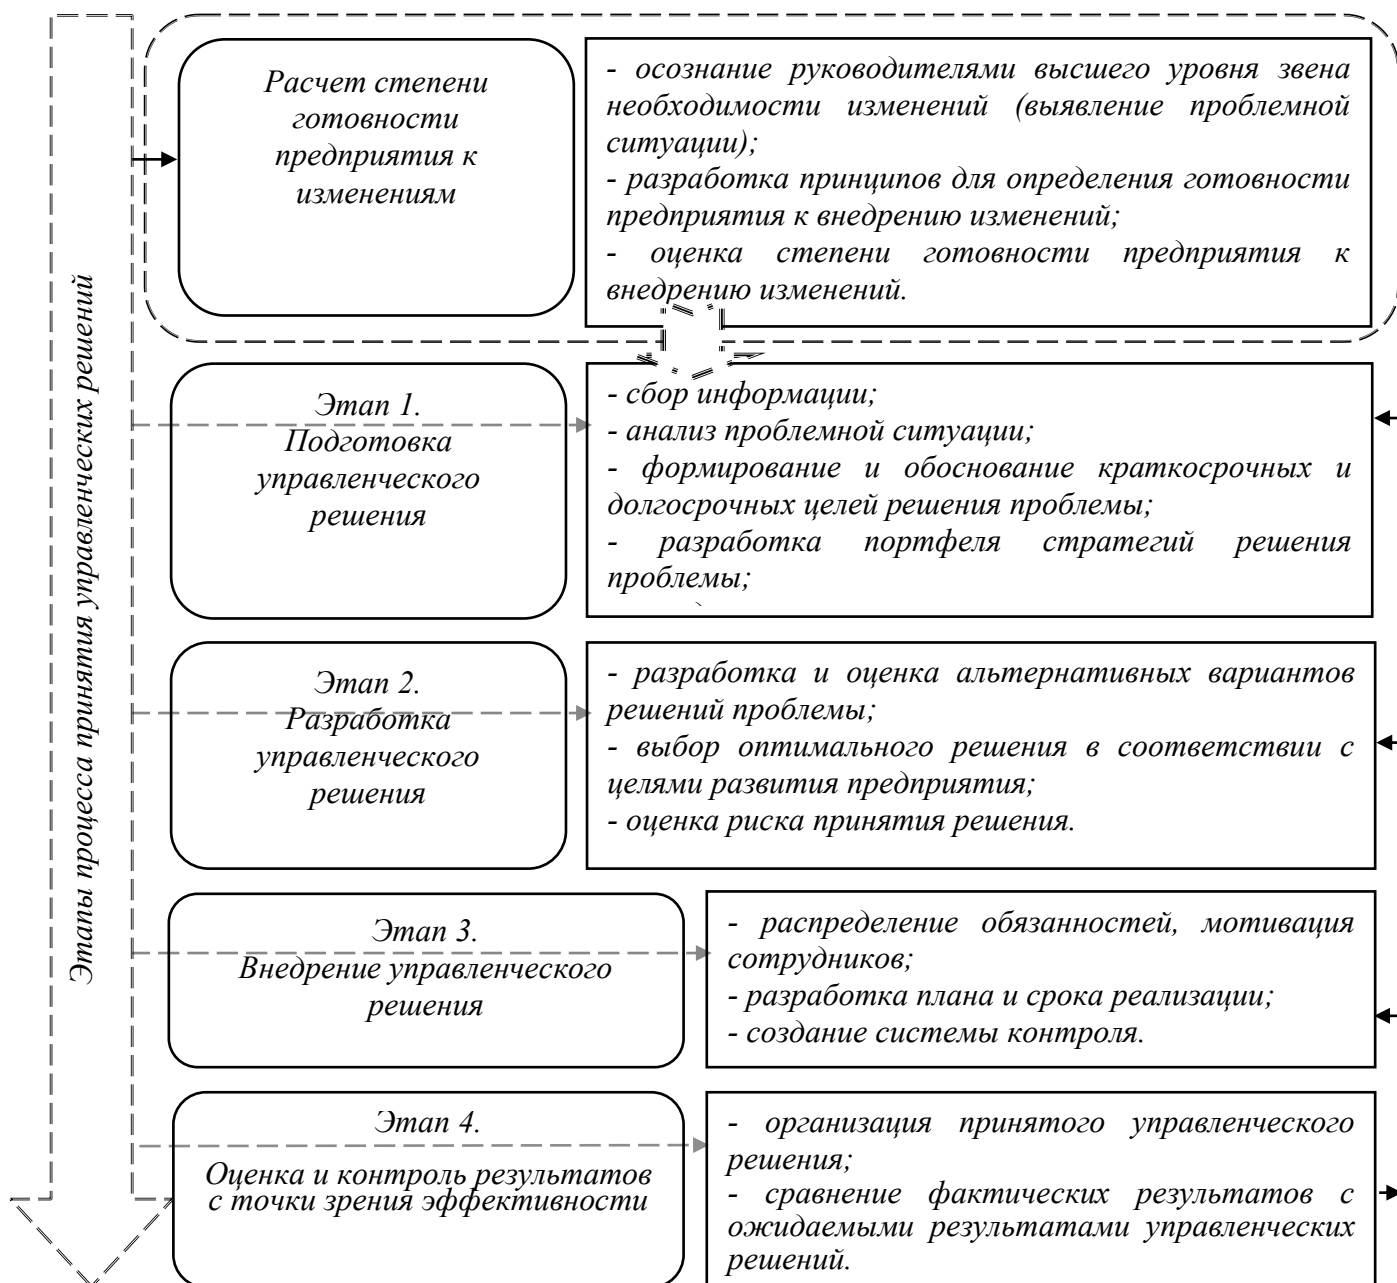 Этапы процесса принятия управленческих решений
Расчет степени
готовности
предприятия к
изменениям
- осознание руководителями высшего уровня звена
необходимости изменений (выявление проблемной
ситуации);
- разработка принципов для определения готовности
предприятия к внедрению изменений;
- оценка степени готовности предприятия к
внедрению изменений.
Этап 1.
Подготовка
управленческого
решения
- сбор информации;
- анализ проблемной ситуации;
- формирование и обоснование краткосрочных и
долгосрочных целей решения проблемы;
- разработка портфеля стратегий решения
проблемы;
Этап 2.
Разработка
управленческого
решения
- разработка и оценка альтернативных вариантов
решений проблемы;
- выбор оптимального решения в соответствии с
целями развития предприятия;
- оценка риска принятия решения.
Этап 3.
Внедрение управленческого
решения
- распределение обязанностей, мотивация
сотрудников;
- разработка плана и срока реализации;
- создание системы контроля.
Этап 4.
Оценка и контроль результатов
с точки зрения эффективности
- организация принятого управленческого
решения;
- сравнение фактических результатов с
ожидаемыми результатами управленческих
решений.